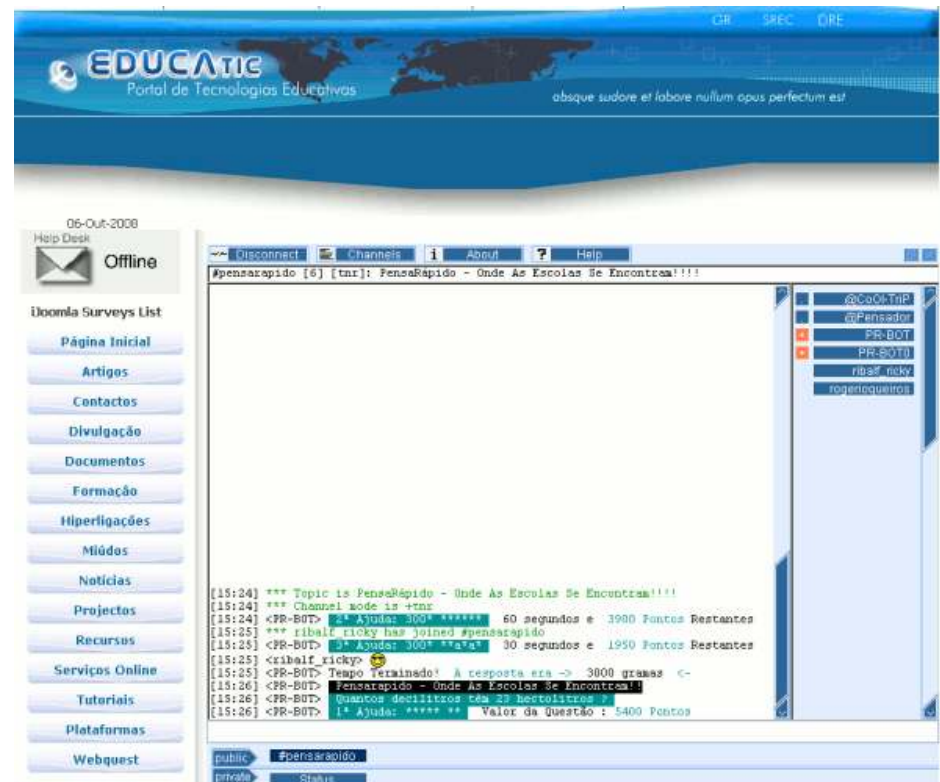 GR SREC DRE
EDUCATIC
Portal de Tecnologias Educativas
absque sudore et labore nullum opus perfectum est
06-Out-2008
Help Desk
Offline
iJoomla Surveys List
Página Inicial
Artigos
Contactos
Divulgação
Documentos
Formação
Hiperligações
Miúdos
Notícias
Projectos
Recursos
Serviços Online
Tutoriais
Plataformas
Webquest
Disconnect Channels About Help
#pensarapido [6] [tnr]: PensaRápido - Onde As Escolas Se Encontram!!!!
@CoOl-TriP
@Pensador
PR-BOT
PR-BOT0
ribalf_ricky
rogerioqueiros
[15:24] *** Topic is PensaRápido - Onde As Escolas Se Encontram!!!!
[15:24] *** Channel mode is +tnr
[15:24] <PR-BOT> 2ª Ajuda: 300* ****** 60 segundos e 3900 Pontos Restantes
[15:25] *** ribalf_ricky has joined #pensarapido
[15:25] <PR-BOT> 3ª Ajuda: 300* **a*a* 30 segundos e 1950 Pontos Restantes
[15:25] <ribalf_ricky>
[15:25] <PR-BOT> Tempo Terminado! A resposta era -> 3000 gramas <-
[15:26] <PR-BOT> Pensarapido - Onde As Escolas Se Encontram!!
[15:26] <PR-BOT> Quantos decilitros têm 23 hectolitros ?
[15:26] <PR-BOT> 1ª Ajuda: ***** ** Valor da Questão : 5400 Pontos
public #pensarapido
private Status